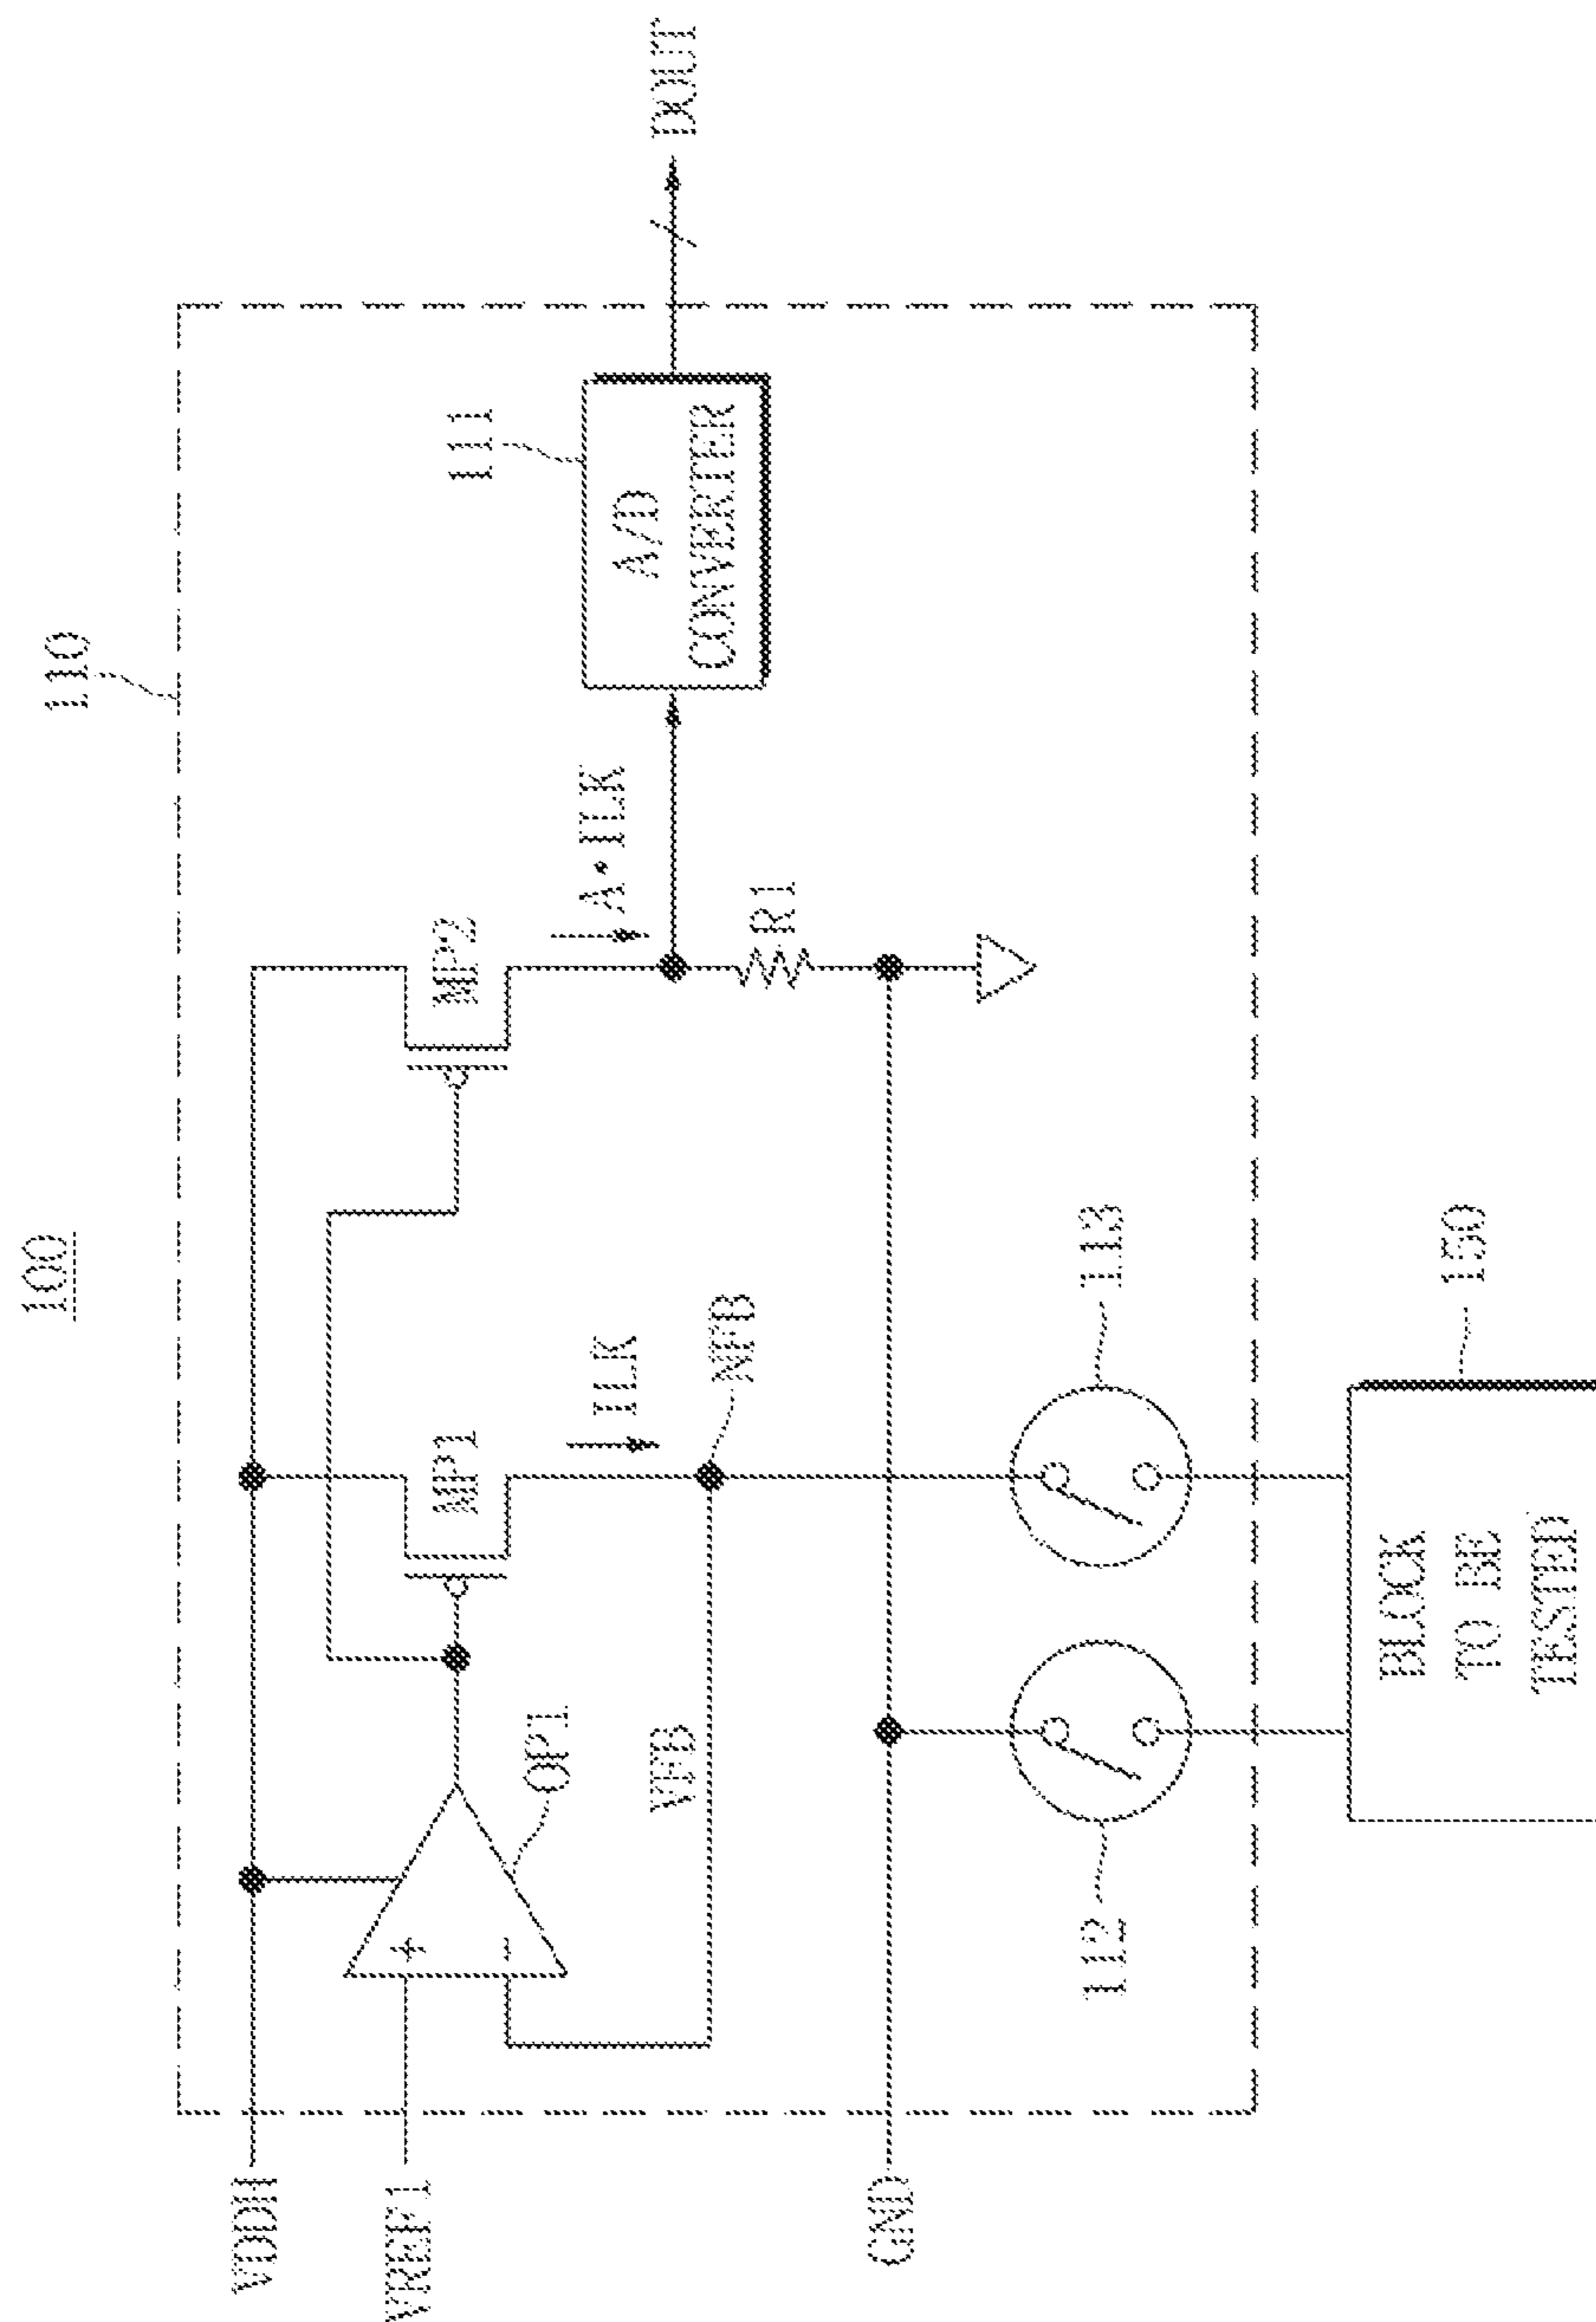 100
110
VDDH
VREF1
OP1
+
-
MP1
MP2
111
A/D
CONVERTER
DOUT
ILK
A•ILK
VFB
NFB
R1
GND
112
113
150
BLOCK
TO BE
TESTED